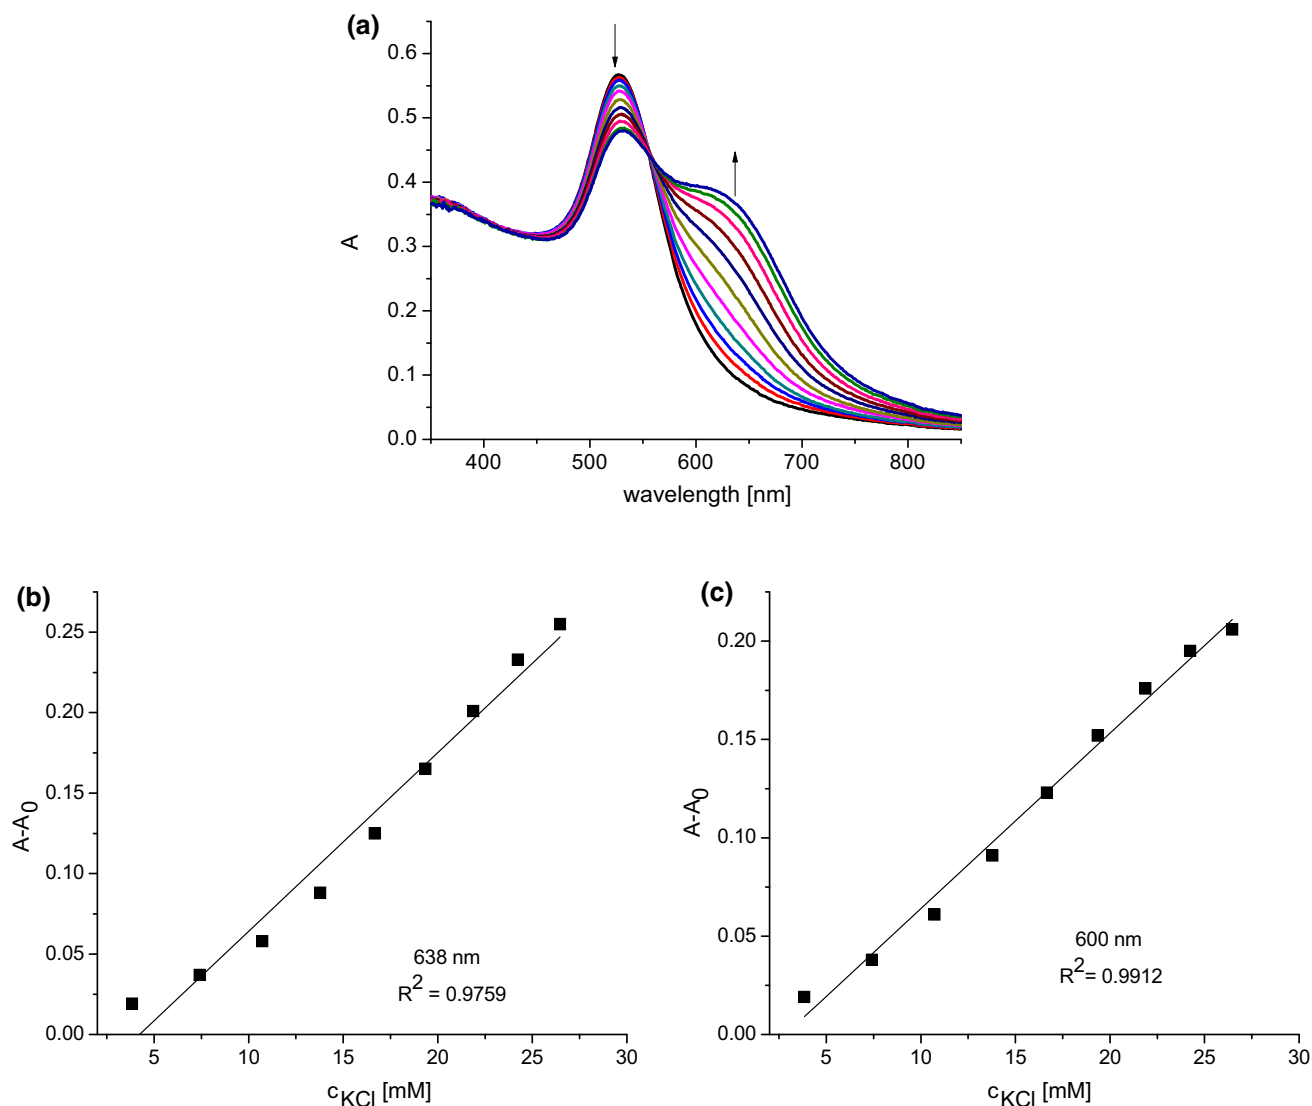 (a)
0.6
0.5
0.4
0.3
0.2
0.1
0.0
A
400 500 600 700 800
wavelength [nm]
(b)
0.25
0.20
0.15
0.10
0.05
0.00
A-A0
638 nm
R2 = 0.9759
5 10 15 20 25 30
cKCl [mM]
(c)
0.20
0.15
0.10
0.05
0.00
A-A0
600 nm
R2 = 0.9912
5 10 15 20 25 30
cKCl [mM]